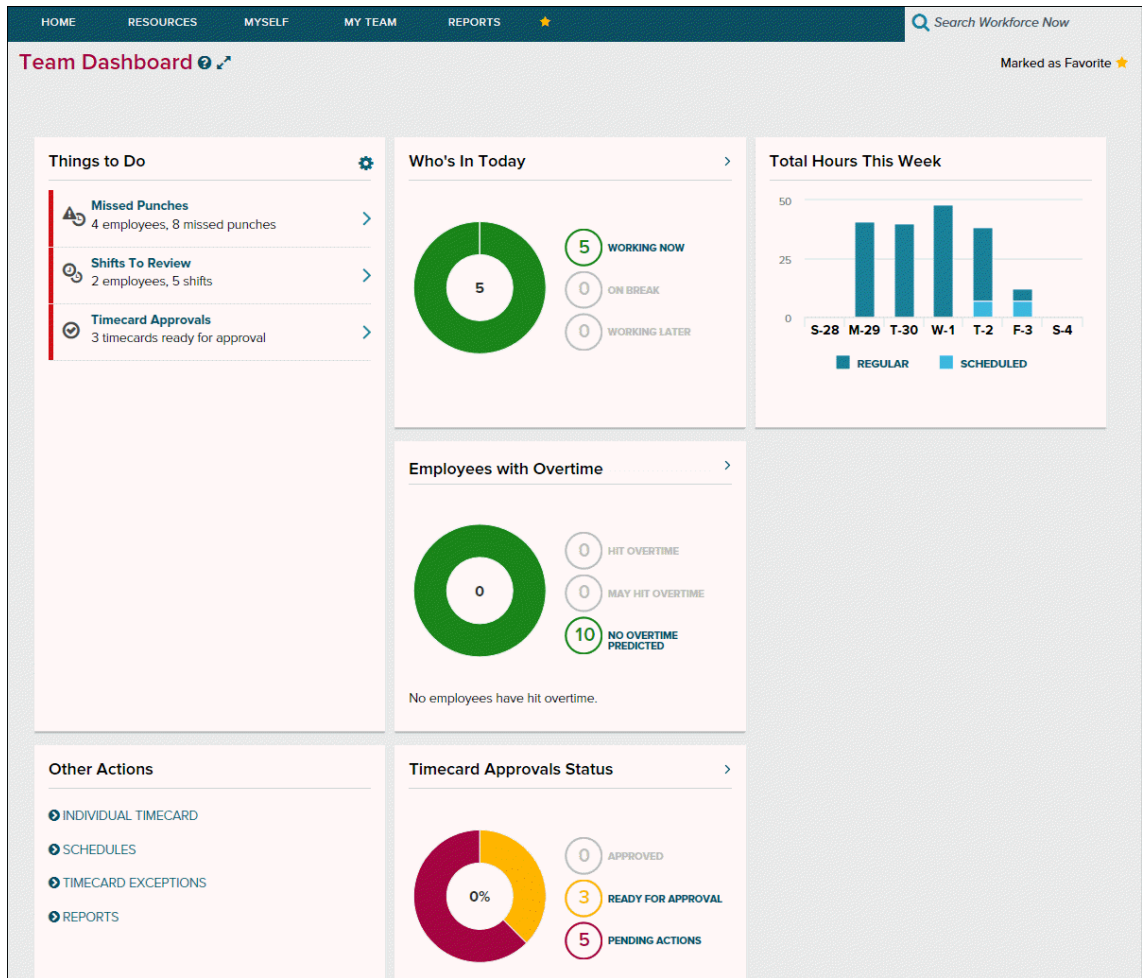 HOME RESOURCES MYSELF MY TEAM REPORTS Search Workforce Now
Team Dashboard
Marked as Favorite
Things to Do
Missed Punches
4 employees, 8 missed punches
Shifts To Review
2 employees, 5 shifts
Timecard Approvals
3 timecards ready for approval
Who's In Today
5
5 WORKING NOW
0 ON BREAK
0 WORKING LATER
Total Hours This Week
50
25
0
S-28 M-29 T-30 W-1 T-2 F-3 S-4
REGULAR SCHEDULED
Employees with Overtime
0
0 HIT OVERTIME
0 MAY HIT OVERTIME
10 NO OVERTIME
PREDICTED
No employees have hit overtime.
Other Actions
INDIVIDUAL TIMECARD
SCHEDULES
TIMECARD EXCEPTIONS
REPORTS
Timecard Approvals Status
0%
0 APPROVED
3 READY FOR APPROVAL
5 PENDING ACTIONS